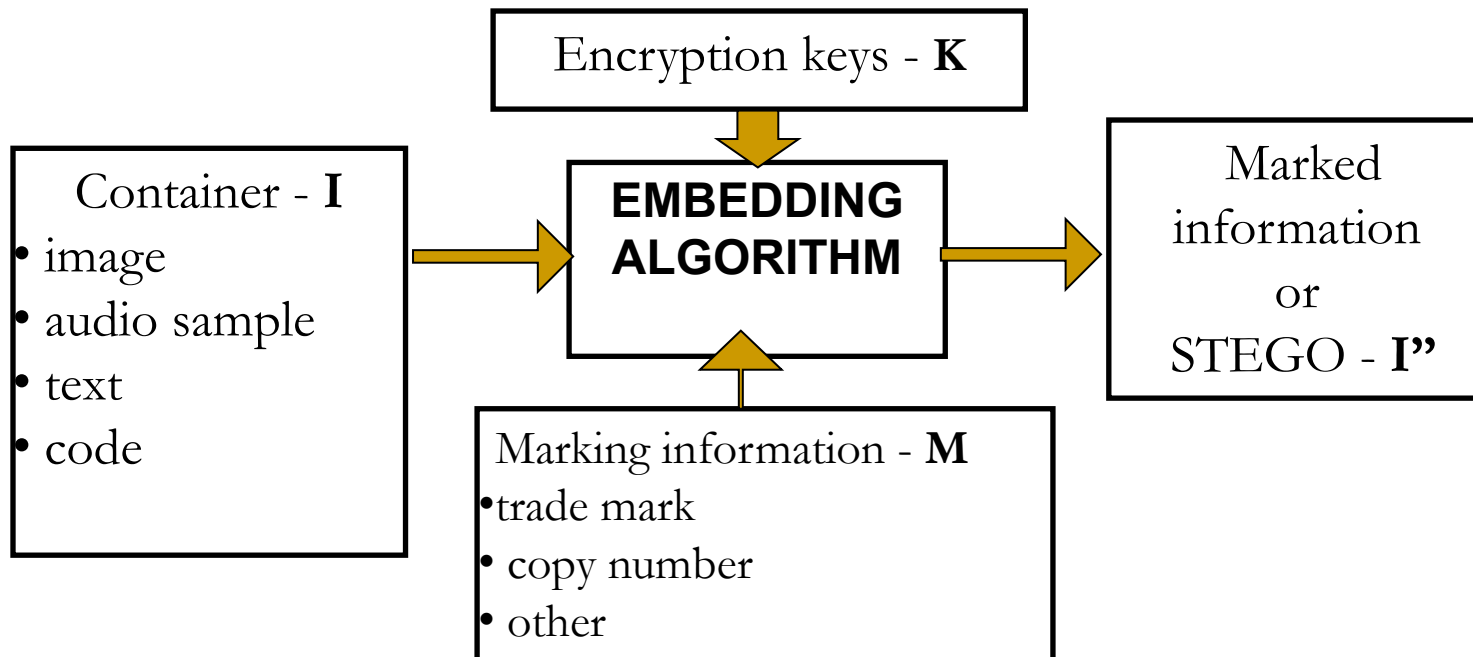 Encryption keys - K
Container - I
• image
• audio sample
• text
• code
EMBEDDING
ALGORITHM
Marked
information
or
STEGO - I”
Marking information - M
•trade mark
• copy number
• other